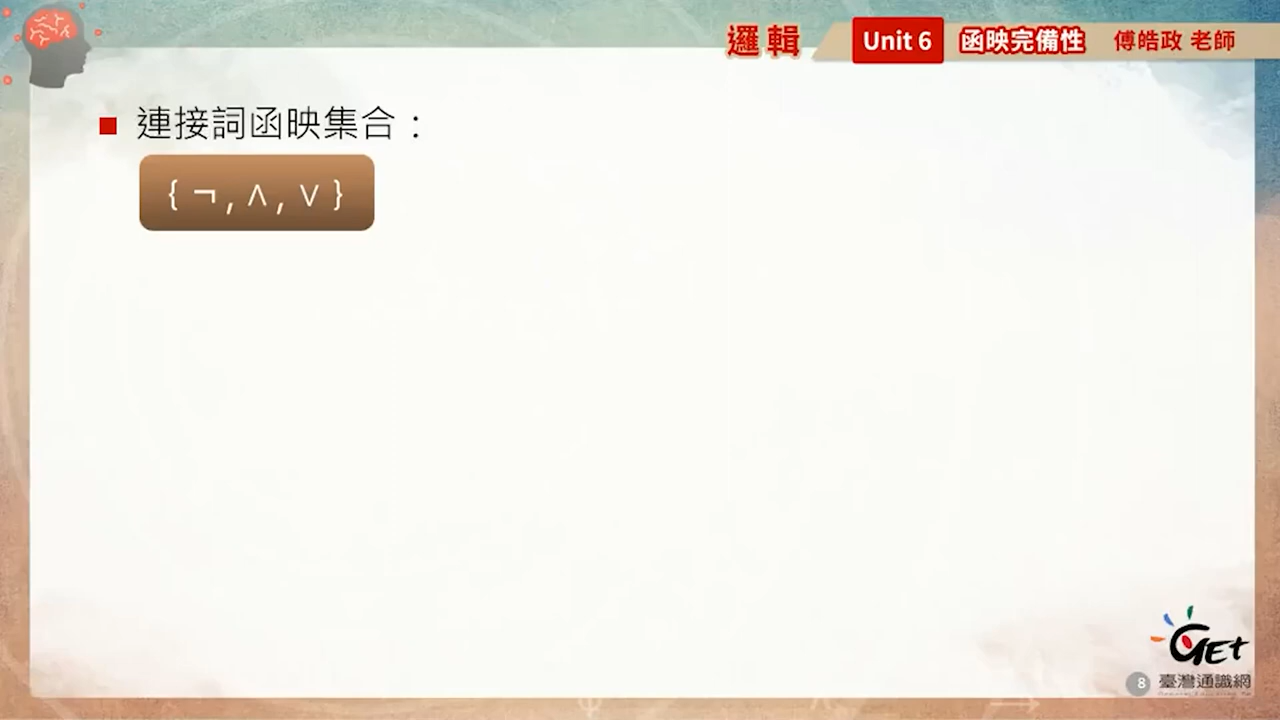 邏輯 Unit 6 函映完備性 傅皓政 老師
連接詞函映集合：
{ ¬ , ∧ , ∨ }
GET
8 臺灣通識網